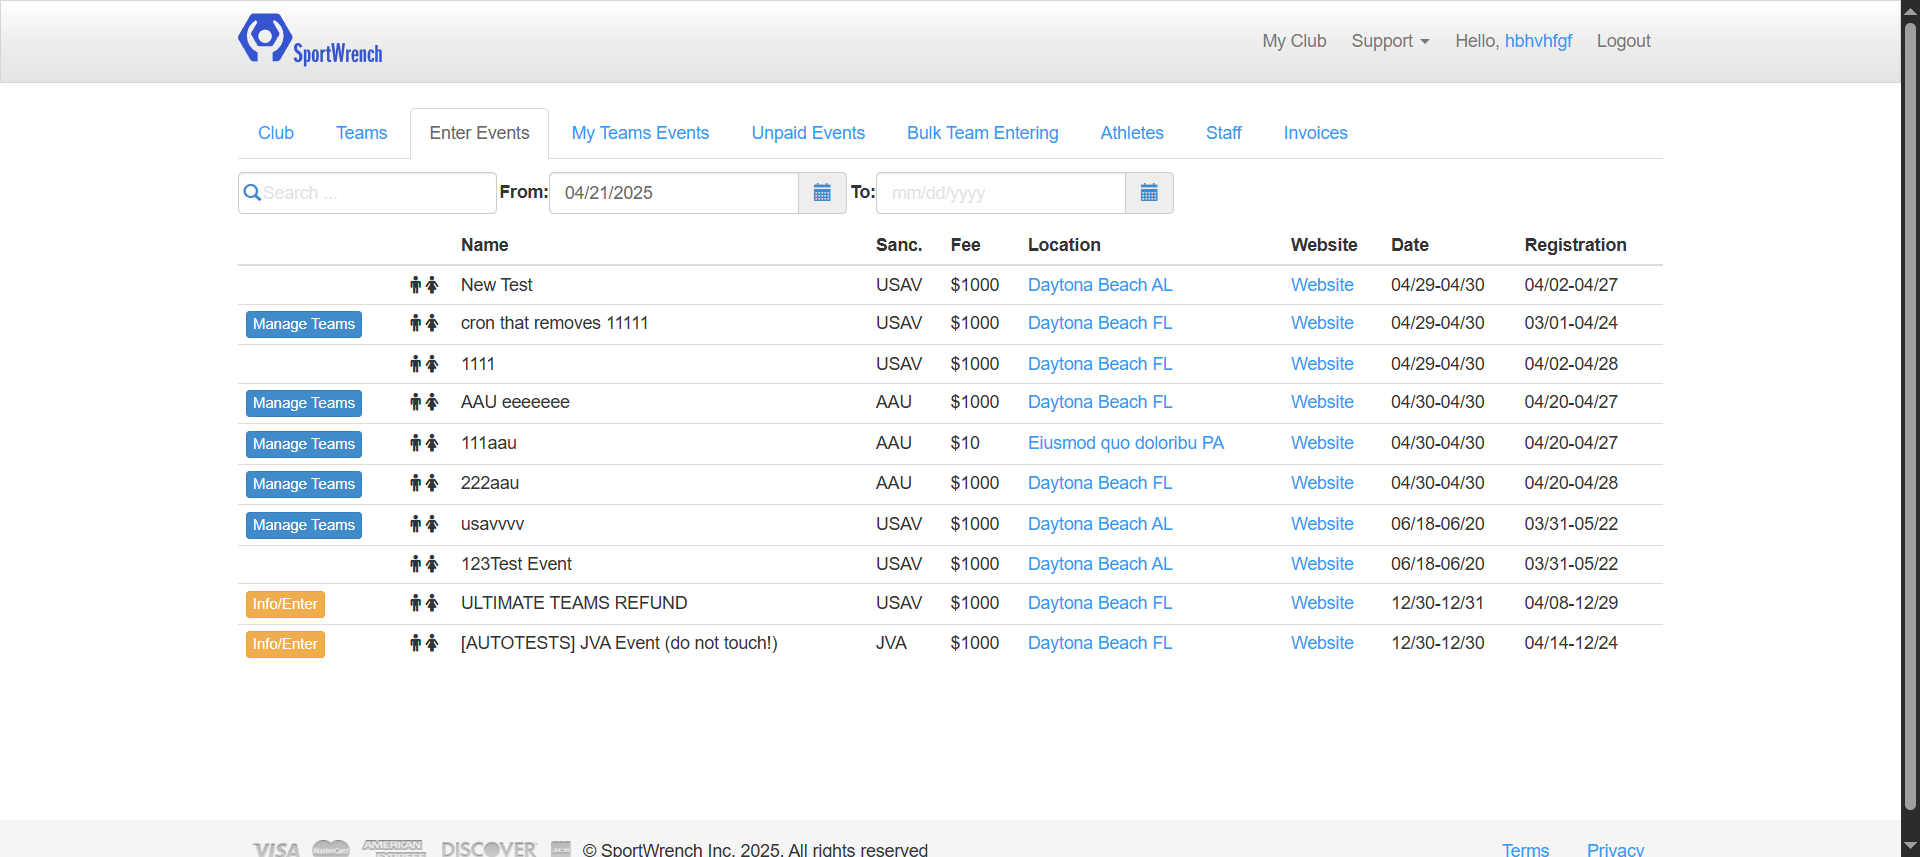 SportWrench
My Club Support Hello, hbhvhfgf Logout
Club Teams Enter Events My Teams Events Unpaid Events Bulk Team Entering Athletes Staff Invoices
Search ... From: 04/21/2025 To: mm/dd/yyyy
Name Sanc. Fee Location Website Date Registration
New Test USAV $1000 Daytona Beach AL Website 04/29-04/30 04/02-04/27
Manage Teams cron that removes 11111 USAV $1000 Daytona Beach FL Website 04/29-04/30 03/01-04/24
1111 USAV $1000 Daytona Beach FL Website 04/29-04/30 04/02-04/28
Manage Teams AAU eeeeeee AAU $1000 Daytona Beach FL Website 04/30-04/30 04/20-04/27
Manage Teams 111aau AAU $10 Eiusmod quo doloribu PA Website 04/30-04/30 04/20-04/27
Manage Teams 222aau AAU $1000 Daytona Beach FL Website 04/30-04/30 04/20-04/28
Manage Teams usavvvv USAV $1000 Daytona Beach AL Website 06/18-06/20 03/31-05/22
123Test Event USAV $1000 Daytona Beach AL Website 06/18-06/20 03/31-05/22
Info/Enter ULTIMATE TEAMS REFUND USAV $1000 Daytona Beach FL Website 12/30-12/31 04/08-12/29
Info/Enter [AUTOTESTS] JVA Event (do not touch!) JVA $1000 Daytona Beach FL Website 12/30-12/30 04/14-12/24
VISA MasterCard AMERICAN EXPRESS DISCOVER JCB © SportWrench Inc. 2025. All rights reserved Terms Privacy